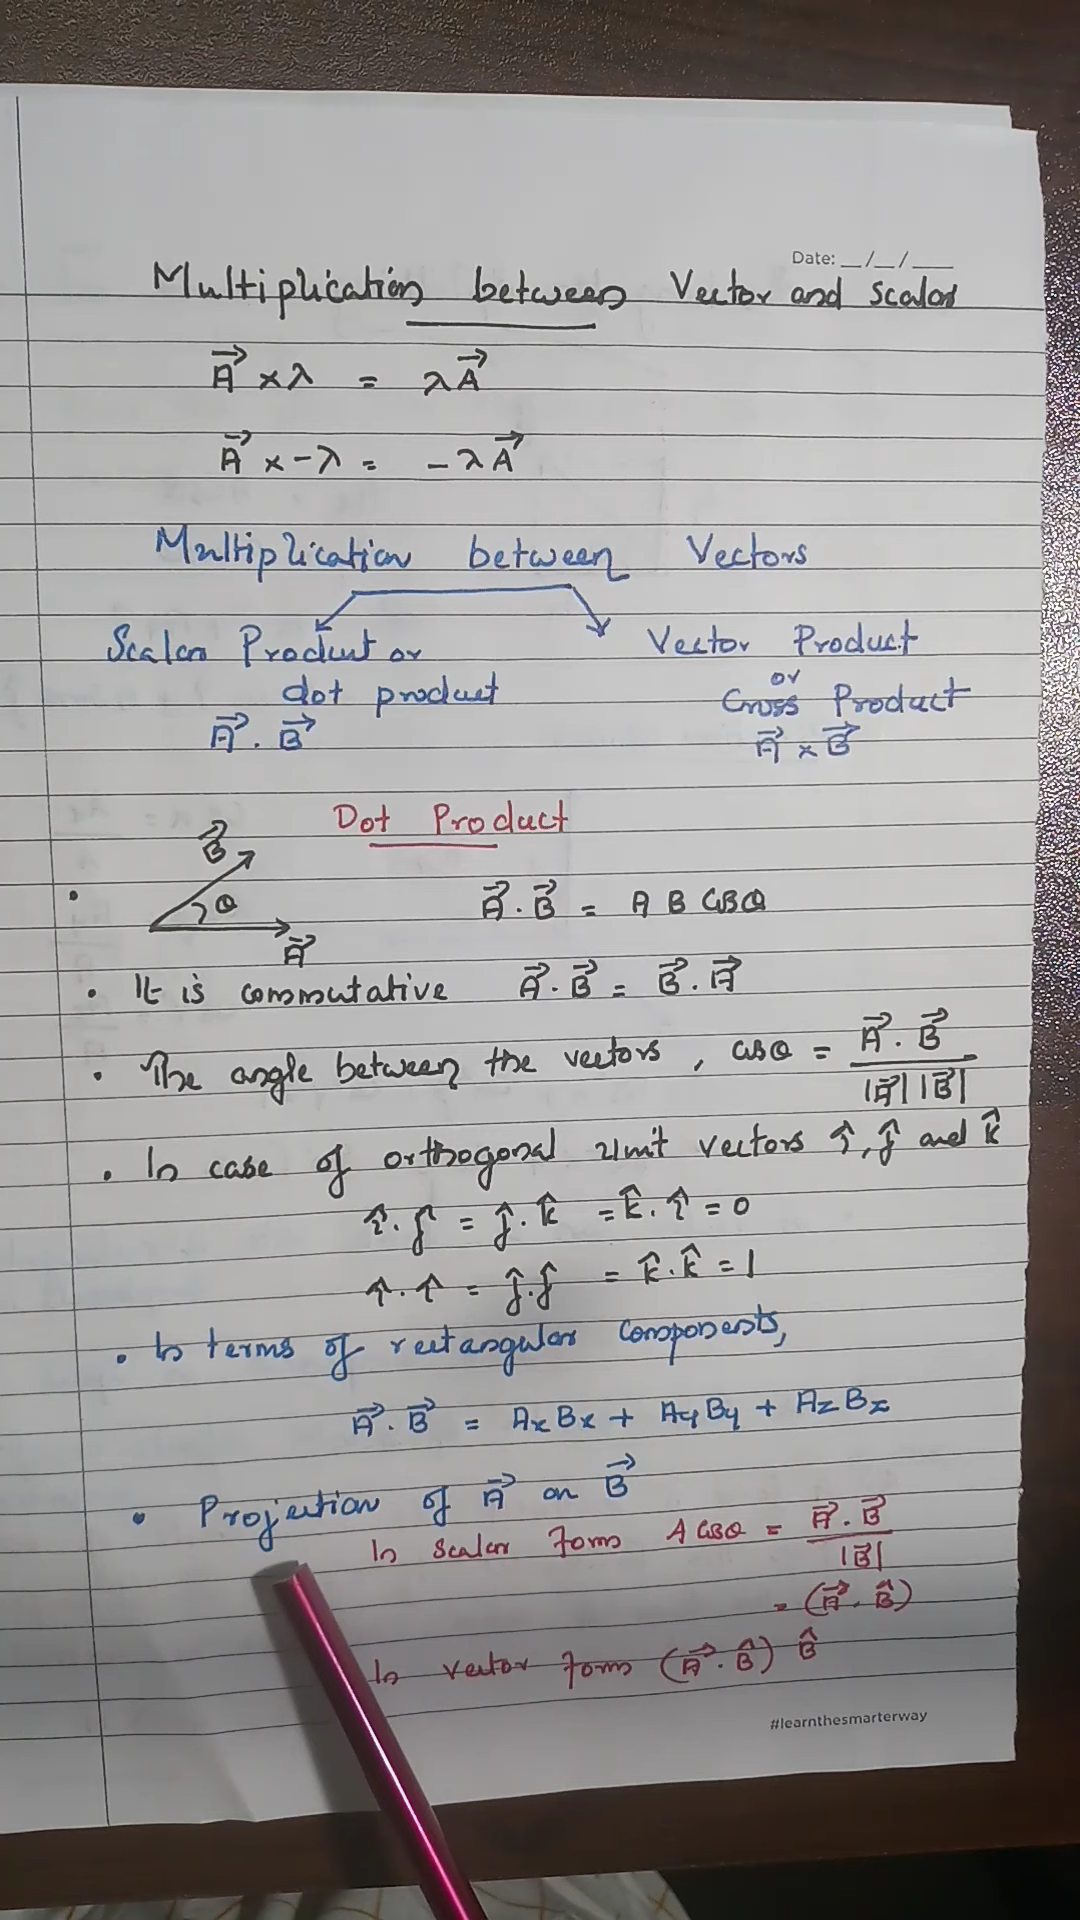 Date: __/__/____
Multiplication between Vector and scalar
A⃗ × λ = λA⃗
A⃗ × -λ = -λA⃗
Multiplication between Vectors
Scalar Product or
dot product
A⃗ . B⃗
Vector Product
or
Cross Product
A⃗ × B⃗
Dot Product
B⃗
θ
A⃗
A⃗ . B⃗ = A B cosθ
• It is commutative A⃗ . B⃗ = B⃗ . A⃗
• The angle between the vectors, cosθ = A⃗ . B⃗ / |A⃗| |B⃗|
• In case of orthogonal unit vectors î, ĵ and k̂
î . ĵ = ĵ . k̂ = k̂ . î = 0
î . î = ĵ . ĵ = k̂ . k̂ = 1
• In terms of rectangular components,
A⃗ . B⃗ = AxBx + AyBy + AzBz
• Projection of A⃗ on B⃗
In scalar form A cosθ = A⃗ . B⃗ / |B⃗|
= (A⃗ . B̂)
In vector form (A⃗ . B̂) B̂
#learnthesmarterway